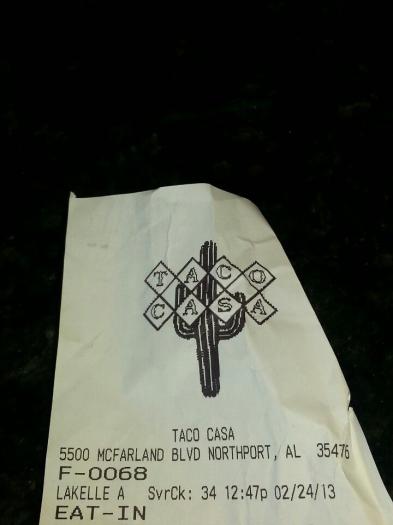 TACO
CASA
TACO CASA
5500 MCFARLAND BLVD NORTHPORT, AL 35476
F-0068
LAKELLE A SvrCk: 34 12:47p 02/24/13
EAT-IN